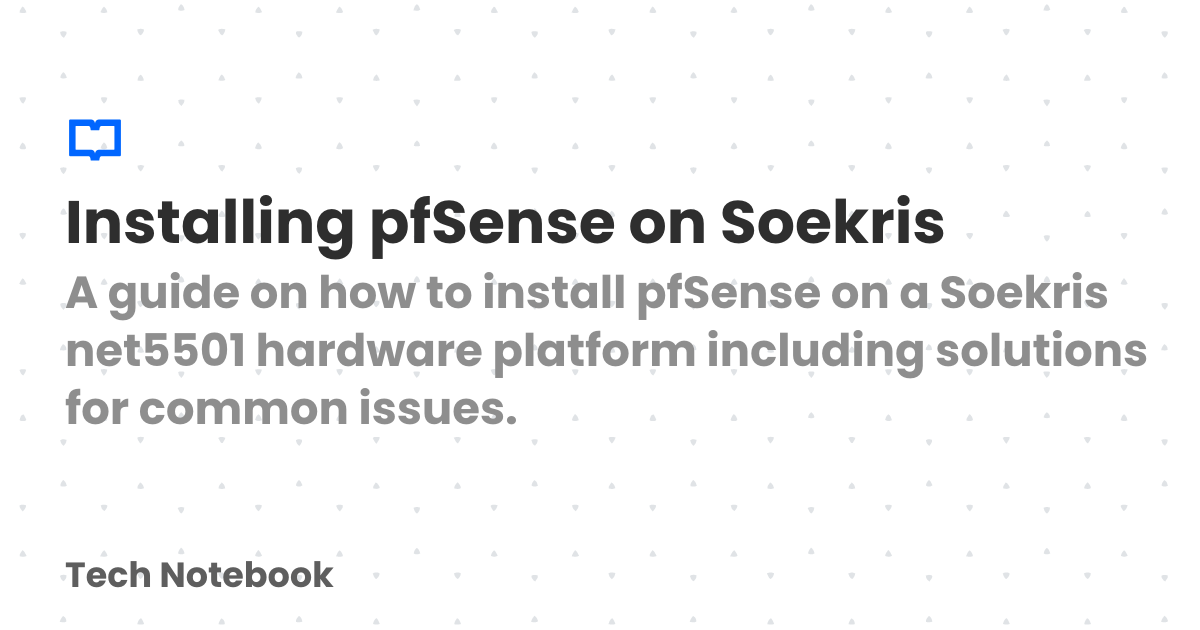 Installing pfSense on Soekris
A guide on how to install pfSense on a Soekris
net5501 hardware platform including solutions
for common issues.
Tech Notebook